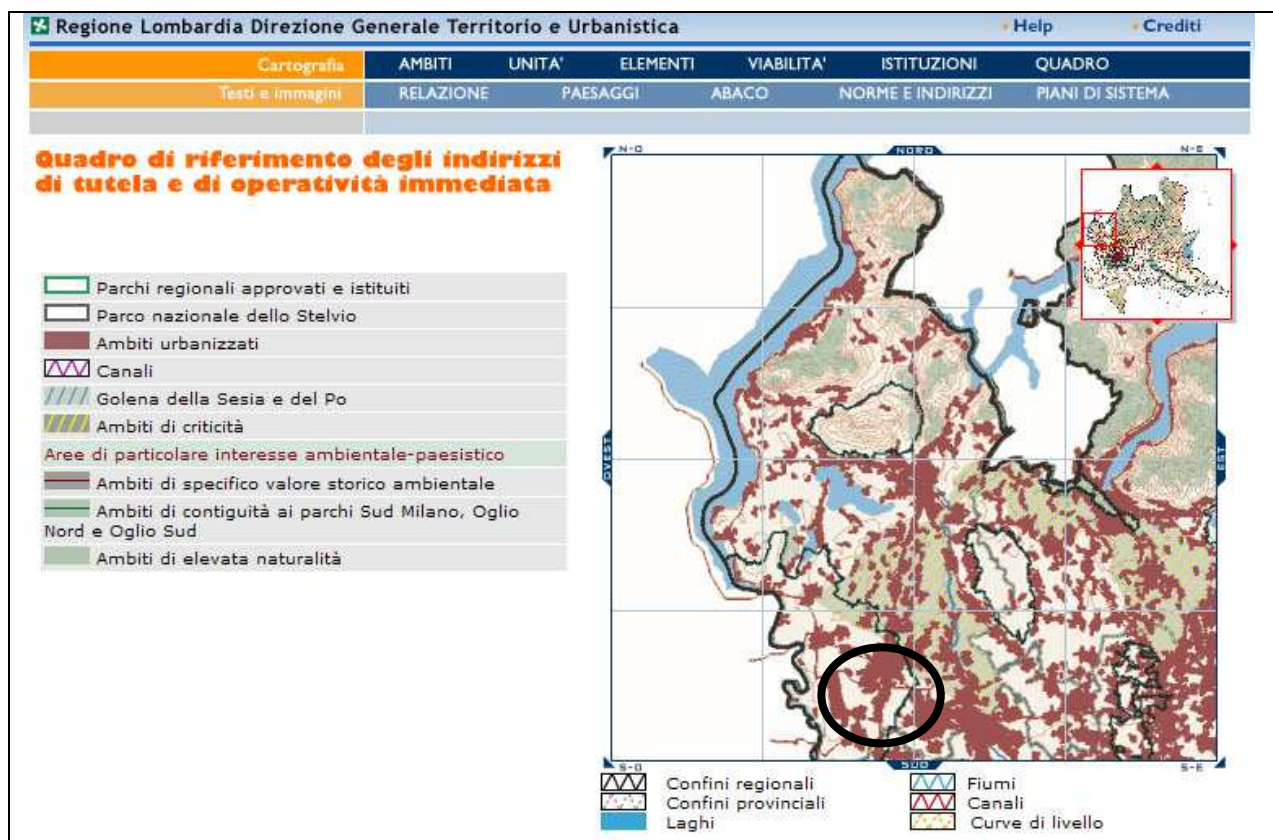 Regione Lombardia Direzione Generale Territorio e Urbanistica
Help
Crediti
Cartografia
AMBITI
UNITA'
ELEMENTI
VIABILITA'
ISTITUZIONI
QUADRO
Testi e immagini
RELAZIONE
PAESAGGI
ABACO
NORME E INDIRIZZI
PIANI DI SISTEMA
Quadro di riferimento degli indirizzi
di tutela e di operatività immediata
Parchi regionali approvati e istituiti
Parco nazionale dello Stelvio
Ambiti urbanizzati
Canali
Golena della Sesia e del Po
Ambiti di criticità
Aree di particolare interesse ambientale-paesistico
Ambiti di specifico valore storico ambientale
Ambiti di contiguità ai parchi Sud Milano, Oglio
Nord e Oglio Sud
Ambiti di elevata naturalità
N-O
NORD
N-E
OVEST
EST
S-O
SUD
S-E
Confini regionali
Confini provinciali
Laghi
Fiumi
Canali
Curve di livello